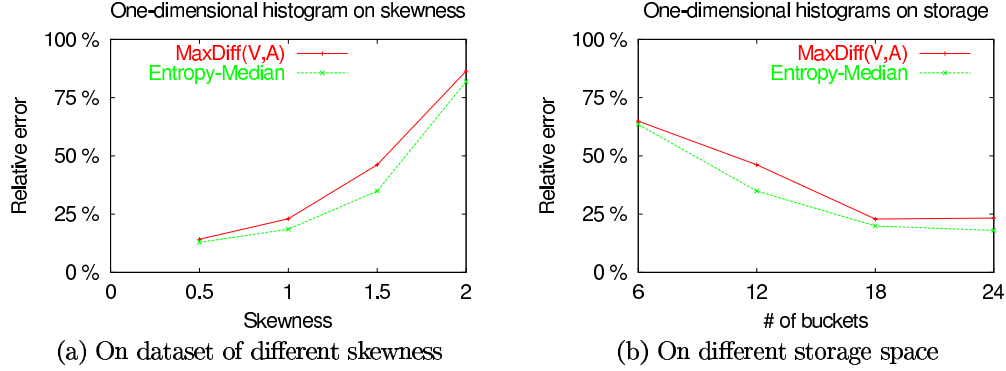 One-dimensional histogram on skewness
100 %
75 %
50 %
25 %
0 %
Relative error
MaxDiff(V,A)
Entropy-Median
0 0.5 1 1.5 2
Skewness
(a) On dataset of different skewness
One-dimensional histograms on storage
100 %
75 %
50 %
25 %
0 %
Relative error
MaxDiff(V,A)
Entropy-Median
6 12 18 24
# of buckets
(b) On different storage space